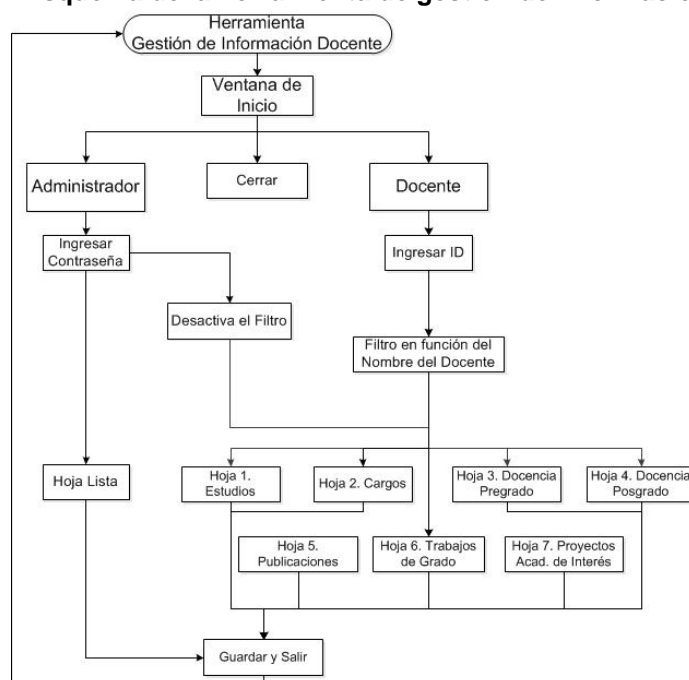 Herramienta
Gestión de Información Docente
Ventana de
Inicio
Administrador
Cerrar
Docente
Ingresar
Contraseña
Ingresar ID
Desactiva el Filtro
Filtro en función del
Nombre del Docente
Hoja Lista
Hoja 1.
Estudios
Hoja 2. Cargos
Hoja 3. Docencia
Pregrado
Hoja 4. Docencia
Posgrado
Hoja 5.
Publicaciones
Hoja 6. Trabajos
de Grado
Hoja 7. Proyectos
Acad. de Interés
Guardar y Salir